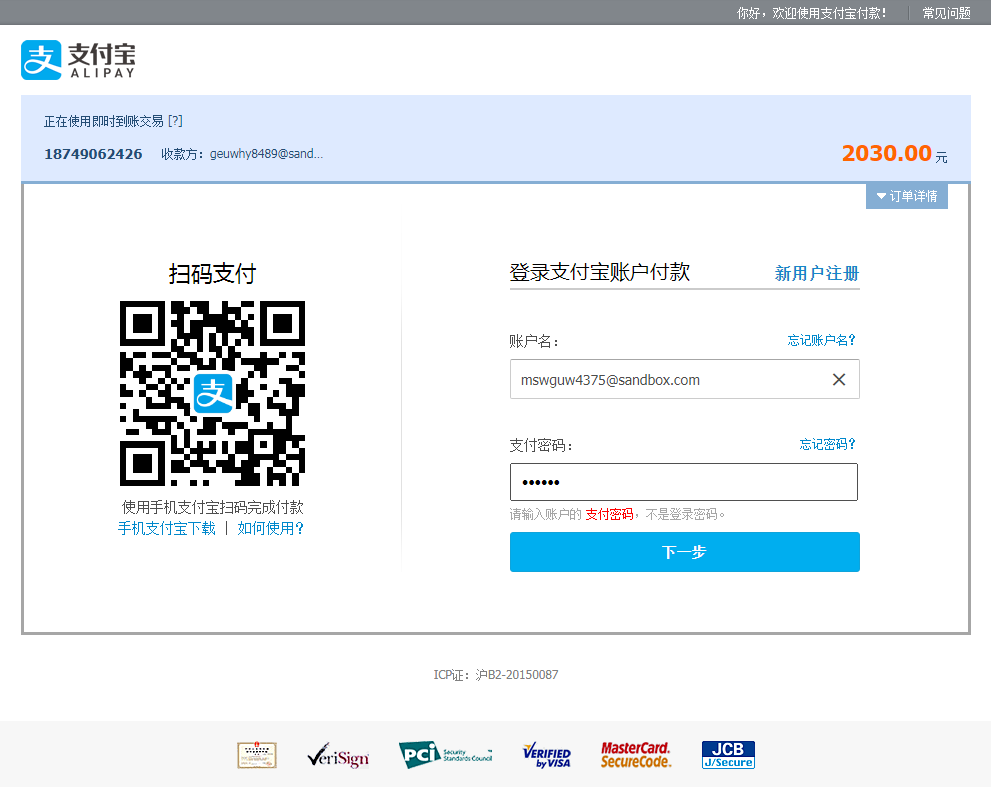 你好，欢迎使用支付宝付款！ 常见问题
支 支付宝
ALIPAY
正在使用即时到账交易 [?]
18749062426 收款方：geuwhy8489@sand...
2030.00 元
订单详情
扫码支付
支
使用手机支付宝扫码完成付款
手机支付宝下载 | 如何使用？
登录支付宝账户付款 新用户注册
账户名： 忘记账户名？
mswguw4375@sandbox.com
支付密码： 忘记密码？
••••••
请输入账户的 支付密码，不是登录密码。
下一步
ICP证：沪B2-20150087
VeriSign
PCI Security Standards Council
VERIFIED by VISA
MasterCard. SecureCode.
JCB J/Secure